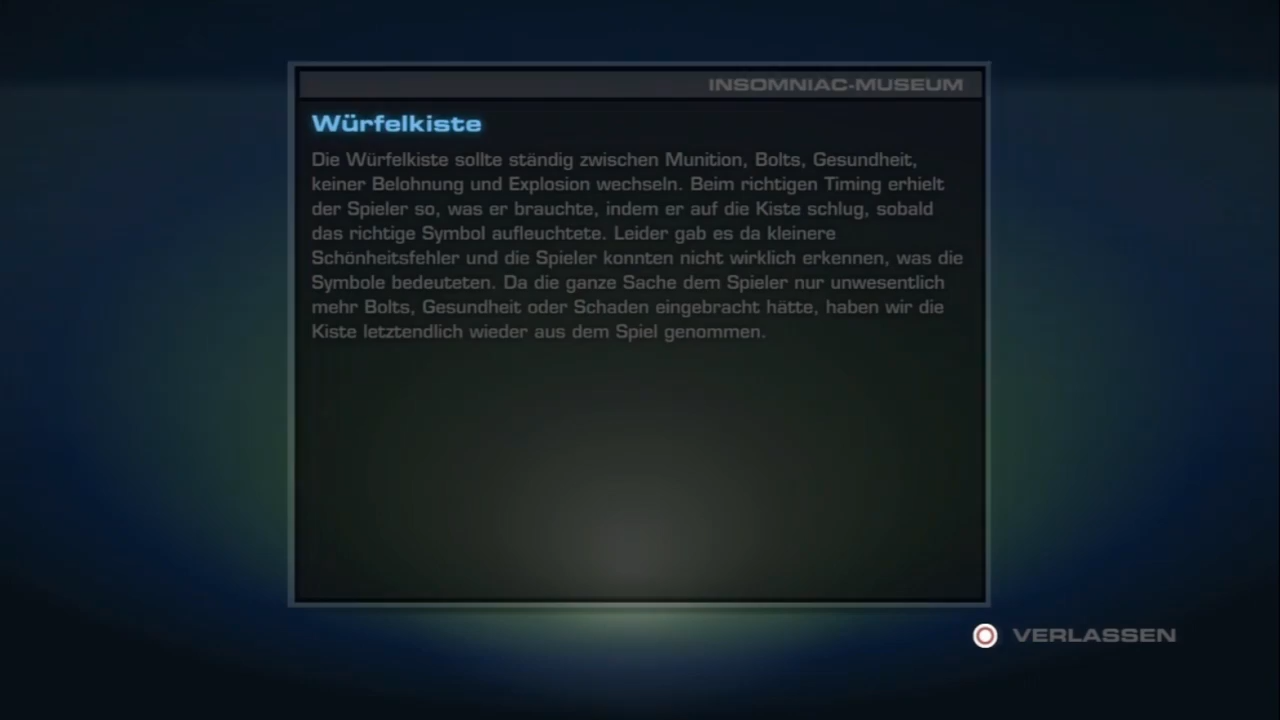 INSOMNIAC-MUSEUM
Würfelkiste
Die Würfelkiste sollte ständig zwischen Munition, Bolts, Gesundheit,
keiner Belohnung und Explosion wechseln. Beim richtigen Timing erhielt
der Spieler so, was er brauchte, indem er auf die Kiste schlug, sobald
das richtige Symbol aufleuchtete. Leider gab es da kleinere
Schönheitsfehler und die Spieler konnten nicht wirklich erkennen, was die
Symbole bedeuteten. Da die ganze Sache dem Spieler nur unwesentlich
mehr Bolts, Gesundheit oder Schaden eingebracht hätte, haben wir die
Kiste letztendlich wieder aus dem Spiel genommen.
VERLASSEN